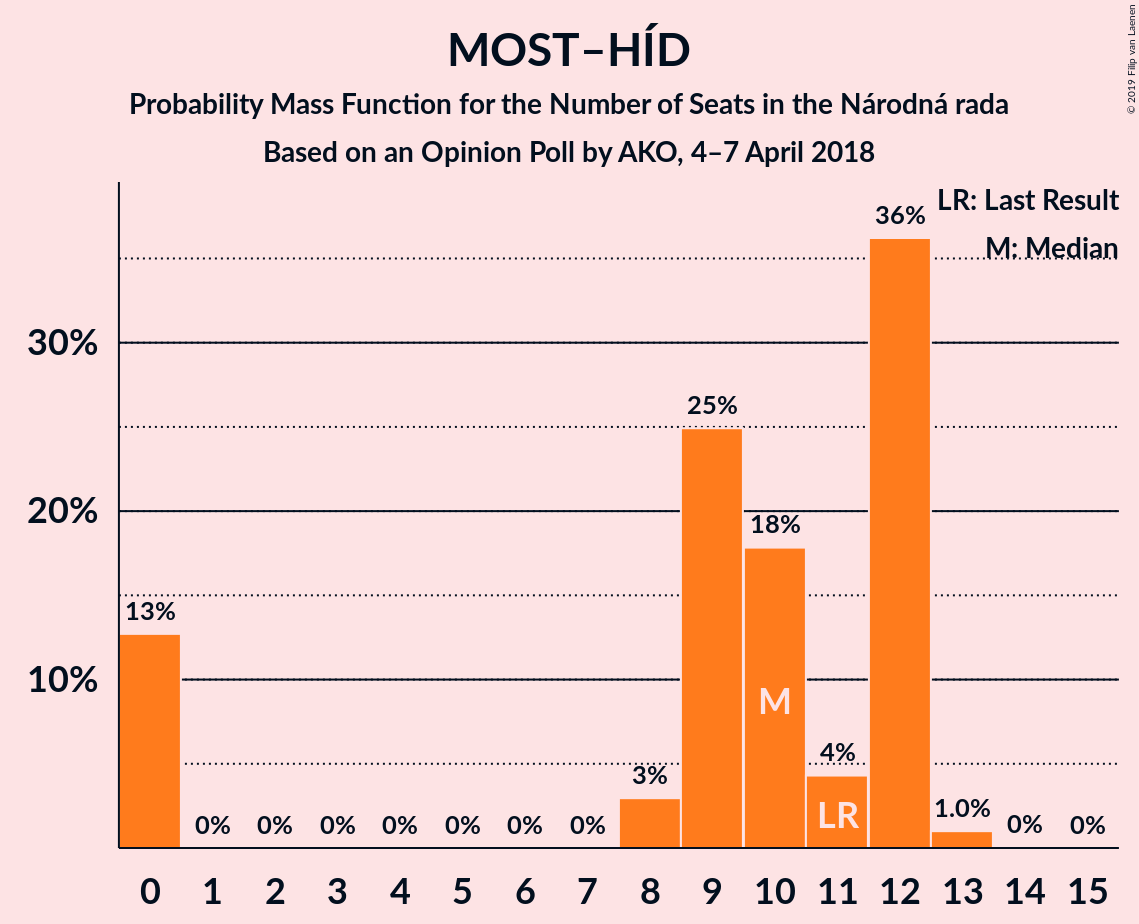 MOST–HÍD
Probability Mass Function for the Number of Seats in the Národná rada
Based on an Opinion Poll by AKO, 4–7 April 2018
© 2019 Filip van Laenen
LR: Last Result
M: Median
30%
20%
10%
13%
0%
0%
0%
0%
0%
0%
0%
3%
25%
18%
4%
36%
1.0%
0%
0%
M
LR
0 1 2 3 4 5 6 7 8 9 10 11 12 13 14 15